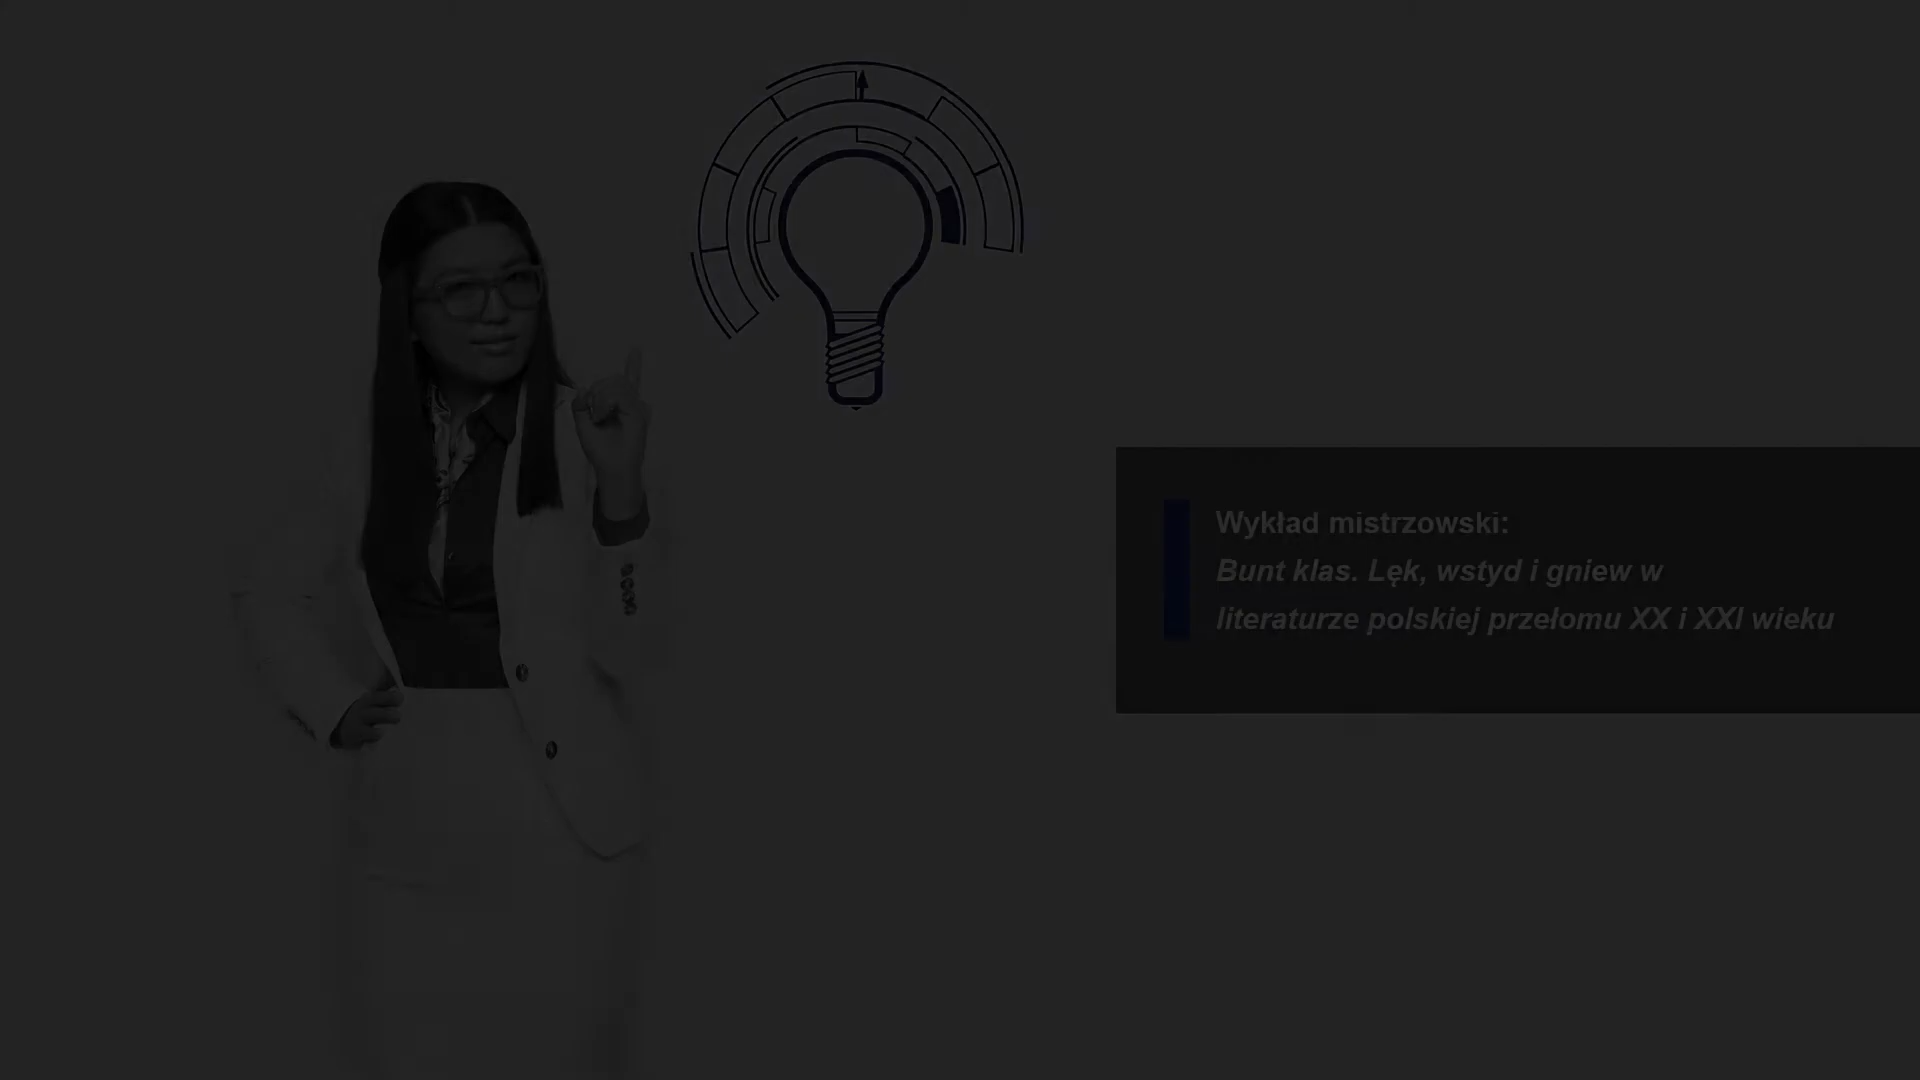 Wykład mistrzowski:
Bunt klas. Lęk, wstyd i gniew w
literaturze polskiej przełomu XX i XXI wieku